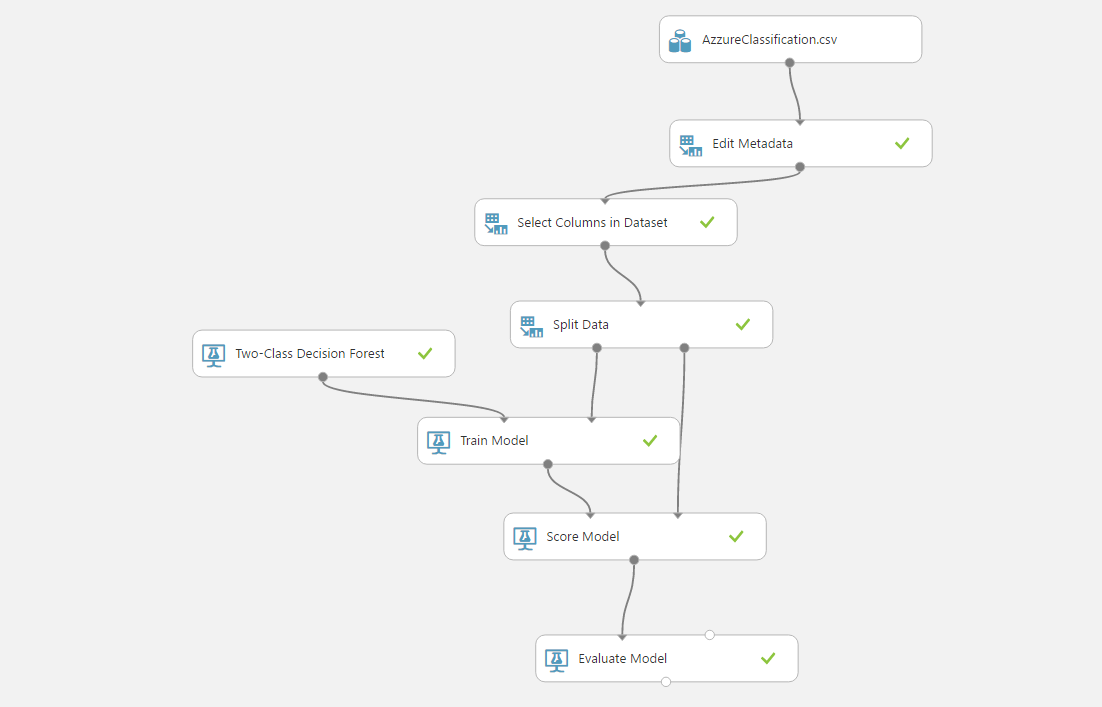 AzzureClassification.csv
Edit Metadata
Select Columns in Dataset
Split Data
Two-Class Decision Forest
Train Model
Score Model
Evaluate Model